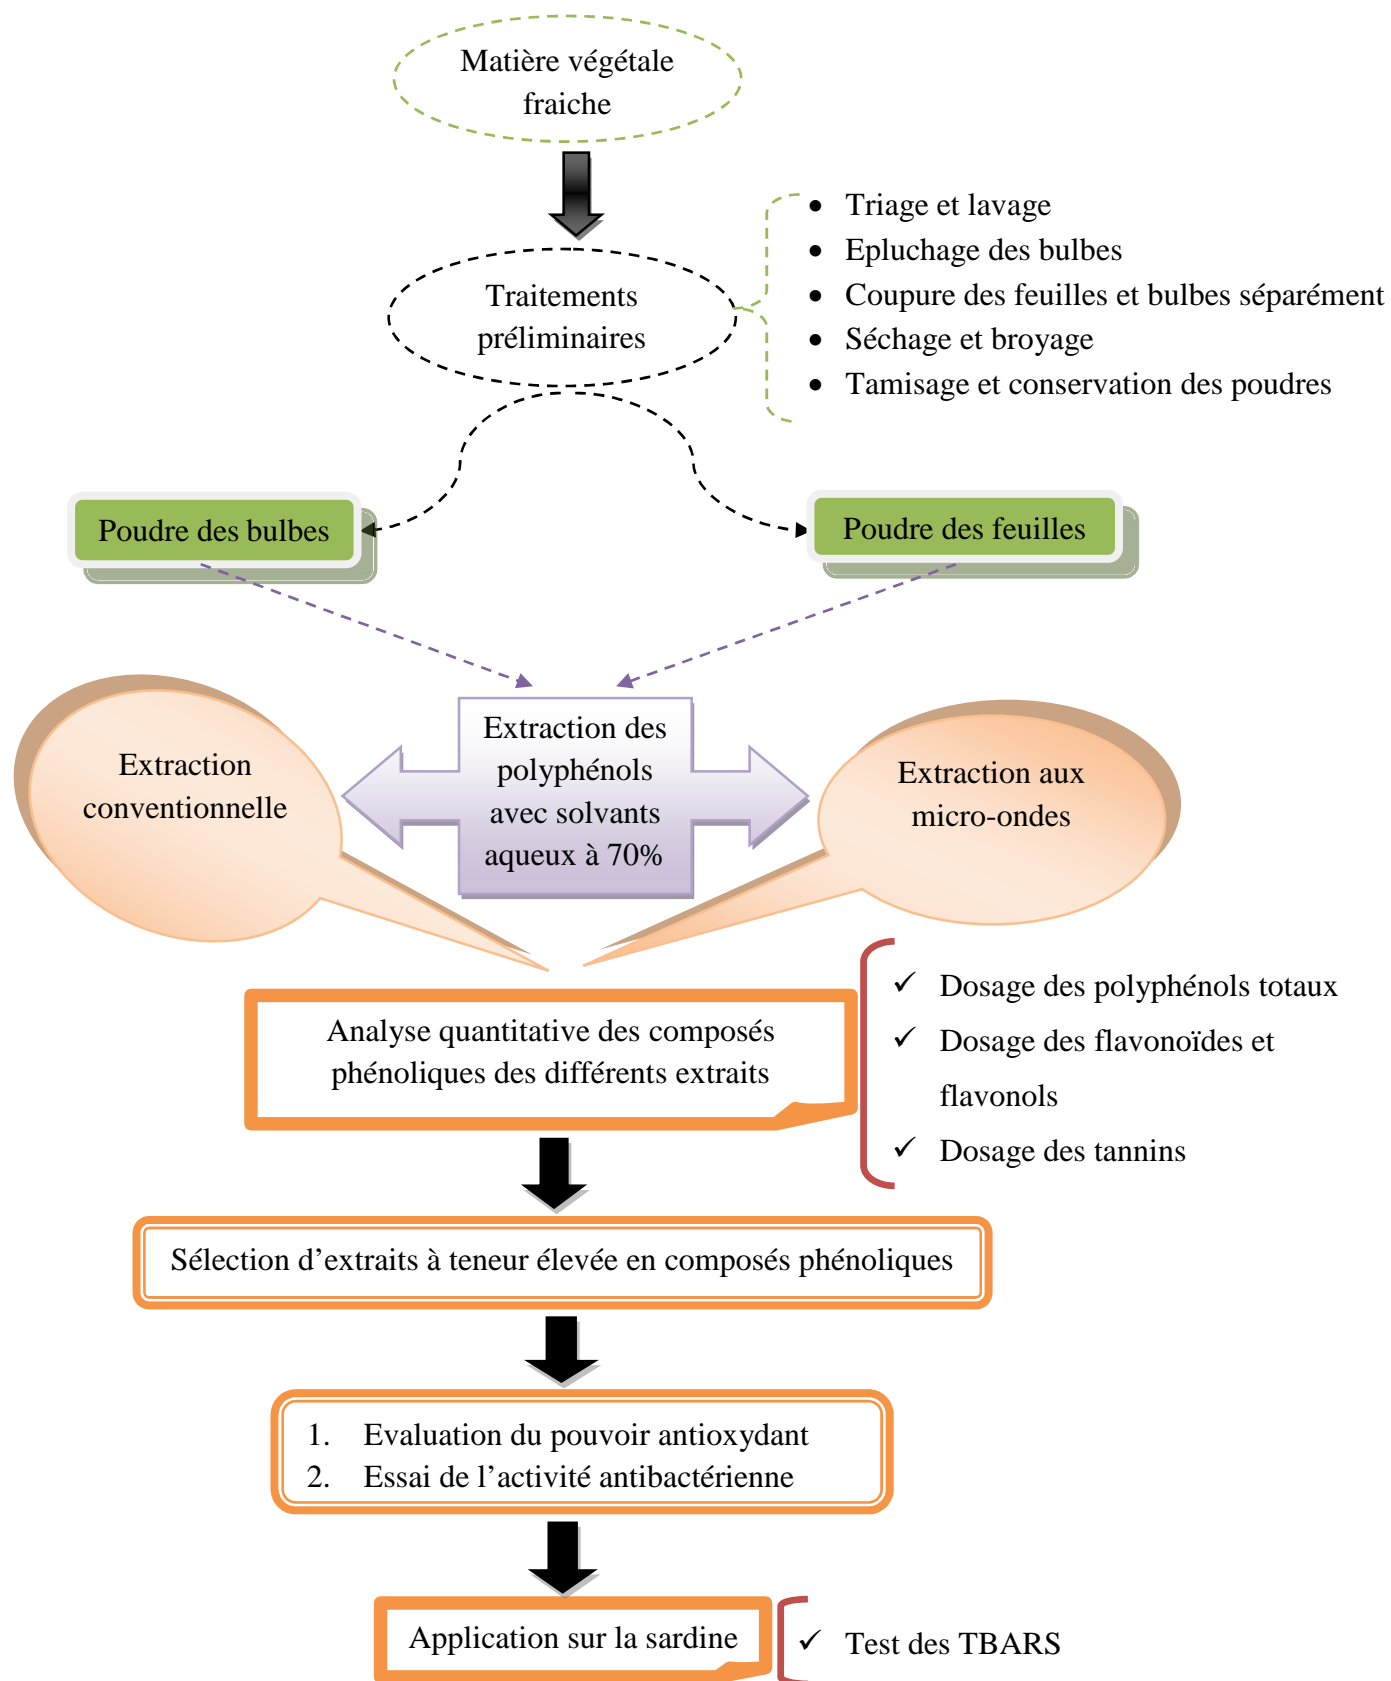 Matière végétale
fraiche
Traitements
préliminaires
• Triage et lavage
• Epluchage des bulbes
• Coupure des feuilles et bulbes séparément
• Séchage et broyage
• Tamisage et conservation des poudres
Poudre des bulbes
Poudre des feuilles
Extraction
conventionnelle
Extraction des
polyphénols
avec solvants
aqueux à 70%
Extraction aux
micro-ondes
Analyse quantitative des composés
phénoliques des différents extraits
✓ Dosage des polyphénols totaux
✓ Dosage des flavonoïdes et
flavonols
✓ Dosage des tannins
Sélection d’extraits à teneur élevée en composés phénoliques
1. Evaluation du pouvoir antioxydant
2. Essai de l’activité antibactérienne
Application sur la sardine
✓ Test des TBARS